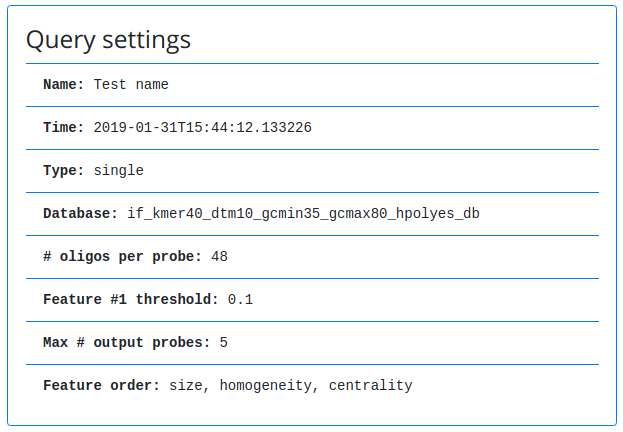 Query settings
Name: Test name
Time: 2019-01-31T15:44:12.133226
Type: single
Database: if_kmer40_dtm10_gcmin35_gcmax80_hpolyes_db
# oligos per probe: 48
Feature #1 threshold: 0.1
Max # output probes: 5
Feature order: size, homogeneity, centrality